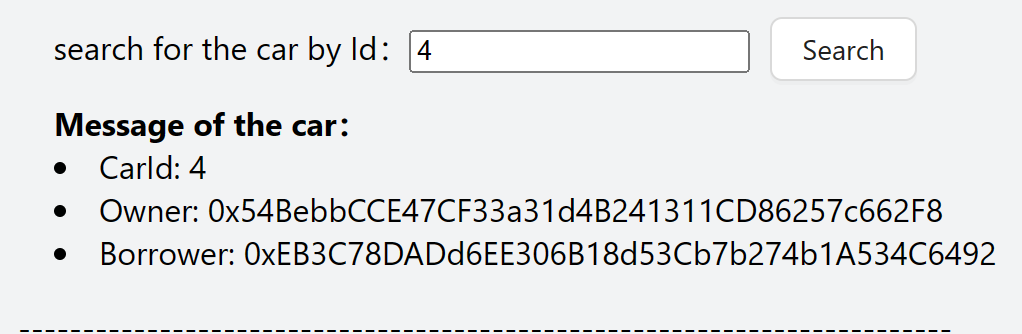 search for the car by Id： 4 Search
Message of the car：
• CarId: 4
• Owner: 0x54BebbCCE47CF33a31d4B241311CD86257c662F8
• Borrower: 0xEB3C78DADd6EE306B18d53Cb7b274b1A534C6492
--------------------------------------------------------------------------